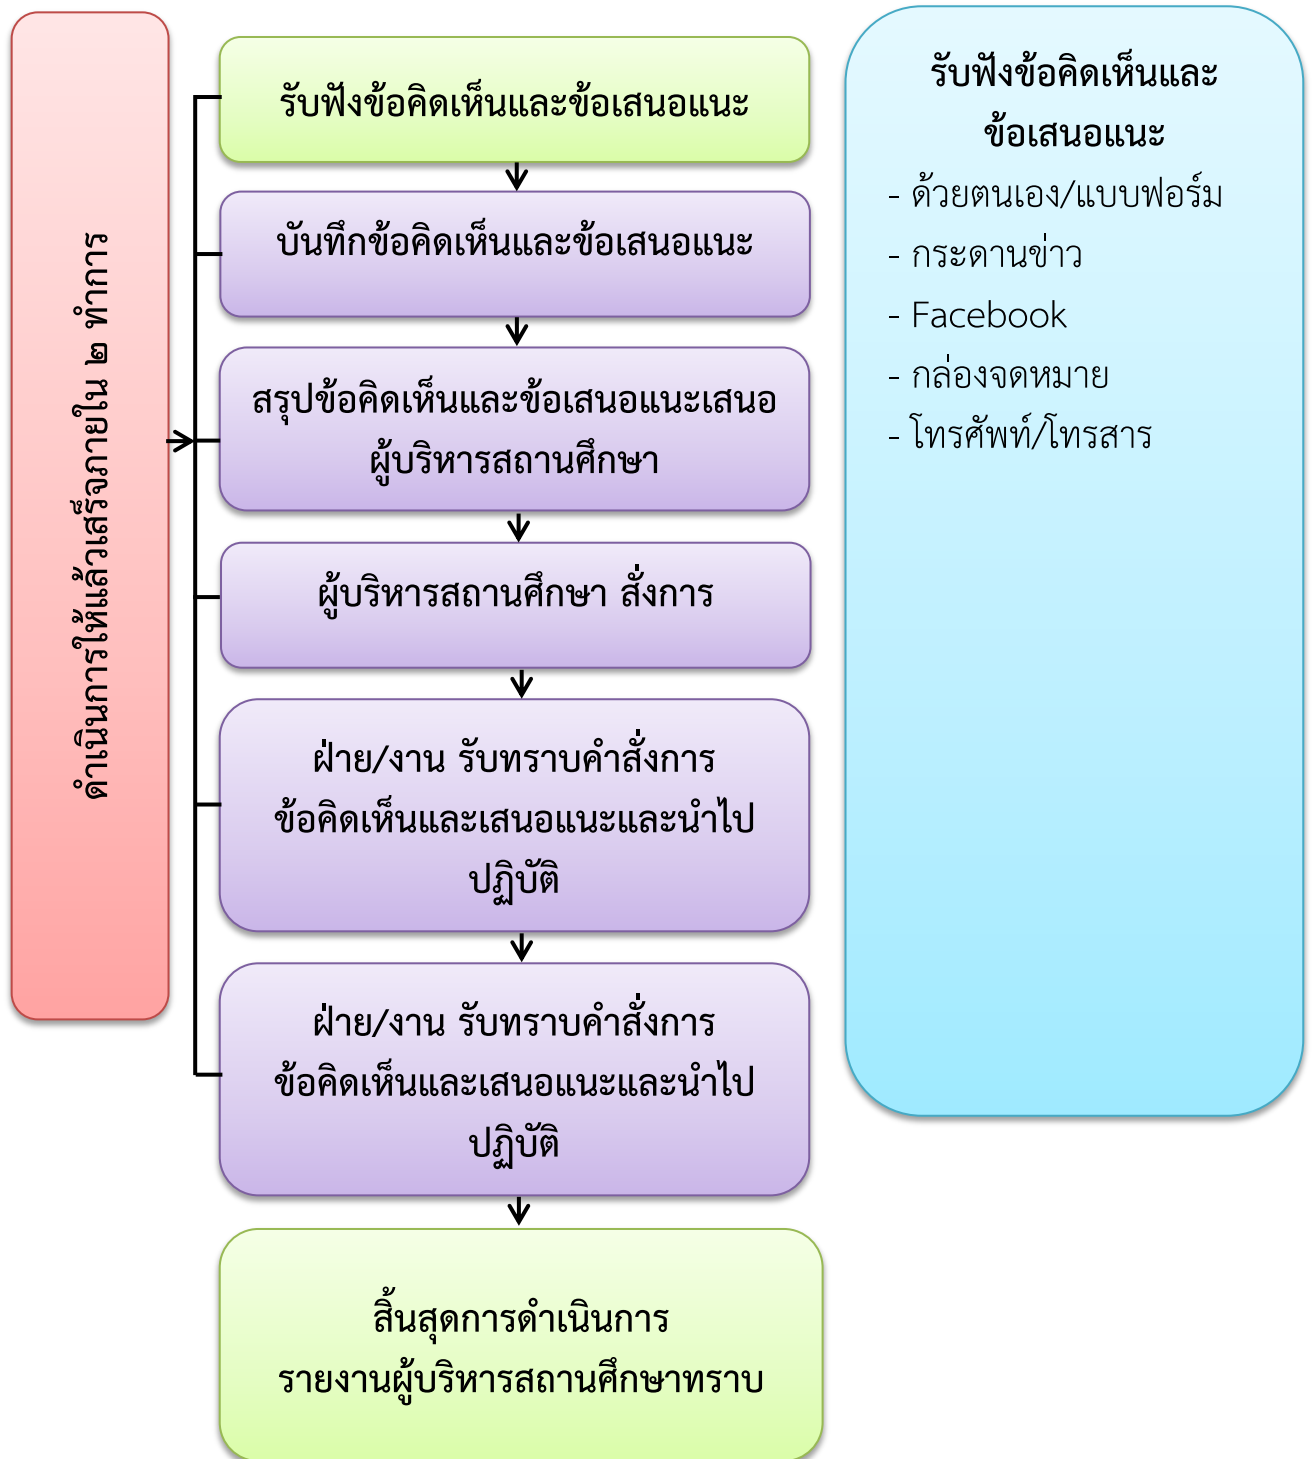 ดำเนินการให้แล้วเสร็จภายใน ๒ ทำการ
รับฟังข้อคิดเห็นและข้อเสนอแนะ
บันทึกข้อคิดเห็นและข้อเสนอแนะ
สรุปข้อคิดเห็นและข้อเสนอแนะเสนอ
ผู้บริหารสถานศึกษา
ผู้บริหารสถานศึกษา สั่งการ
ฝ่าย/งาน รับทราบคำสั่งการ
ข้อคิดเห็นและเสนอแนะและนำไป
ปฏิบัติ
ฝ่าย/งาน รับทราบคำสั่งการ
ข้อคิดเห็นและเสนอแนะและนำไป
ปฏิบัติ
สิ้นสุดการดำเนินการ
รายงานผู้บริหารสถานศึกษาทราบ
รับฟังข้อคิดเห็นและ
ข้อเสนอแนะ
- ด้วยตนเอง/แบบฟอร์ม
- กระดานข่าว
- Facebook
- กล่องจดหมาย
- โทรศัพท์/โทรสาร